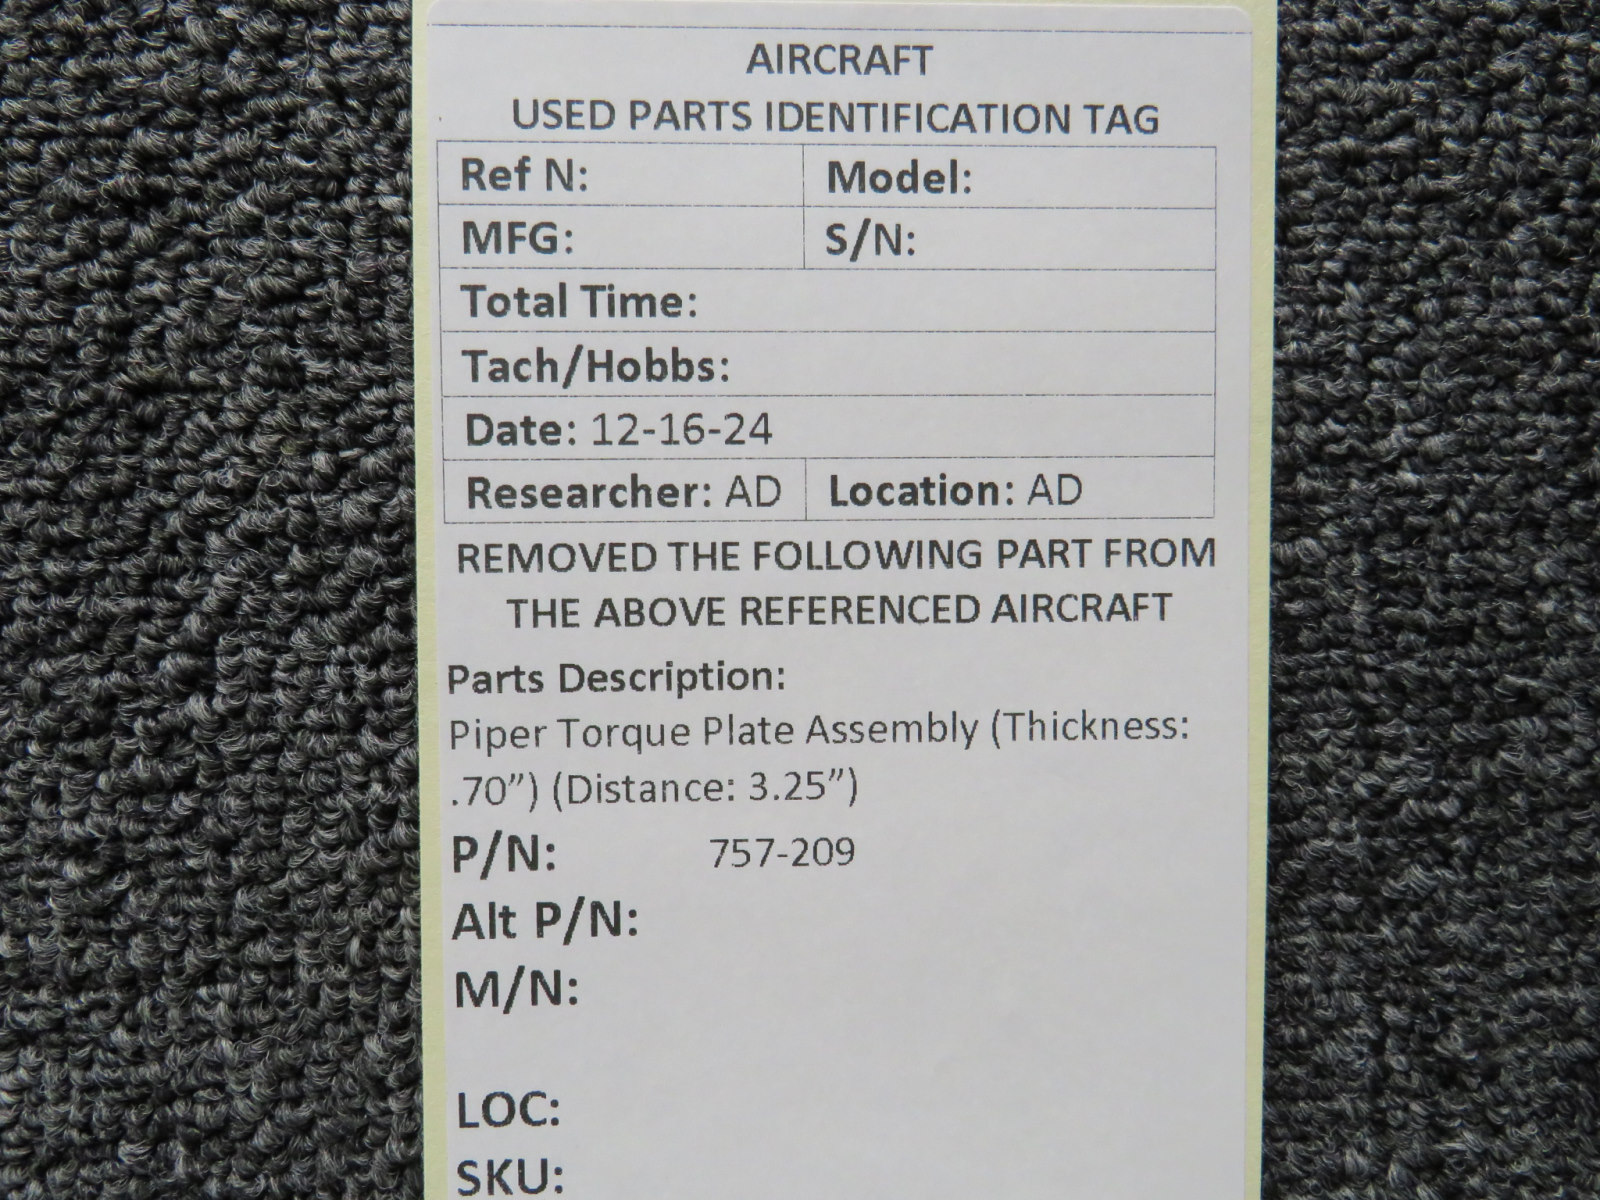 AIRCRAFT
USED PARTS IDENTIFICATION TAG
Ref N: Model:
MFG: S/N:
Total Time:
Tach/Hobbs:
Date: 12-16-24
Researcher: AD Location: AD
REMOVED THE FOLLOWING PART FROM
THE ABOVE REFERENCED AIRCRAFT
Parts Description:
Piper Torque Plate Assembly (Thickness:
.70”) (Distance: 3.25”)
P/N: 757-209
Alt P/N:
M/N:
LOC:
SKU: